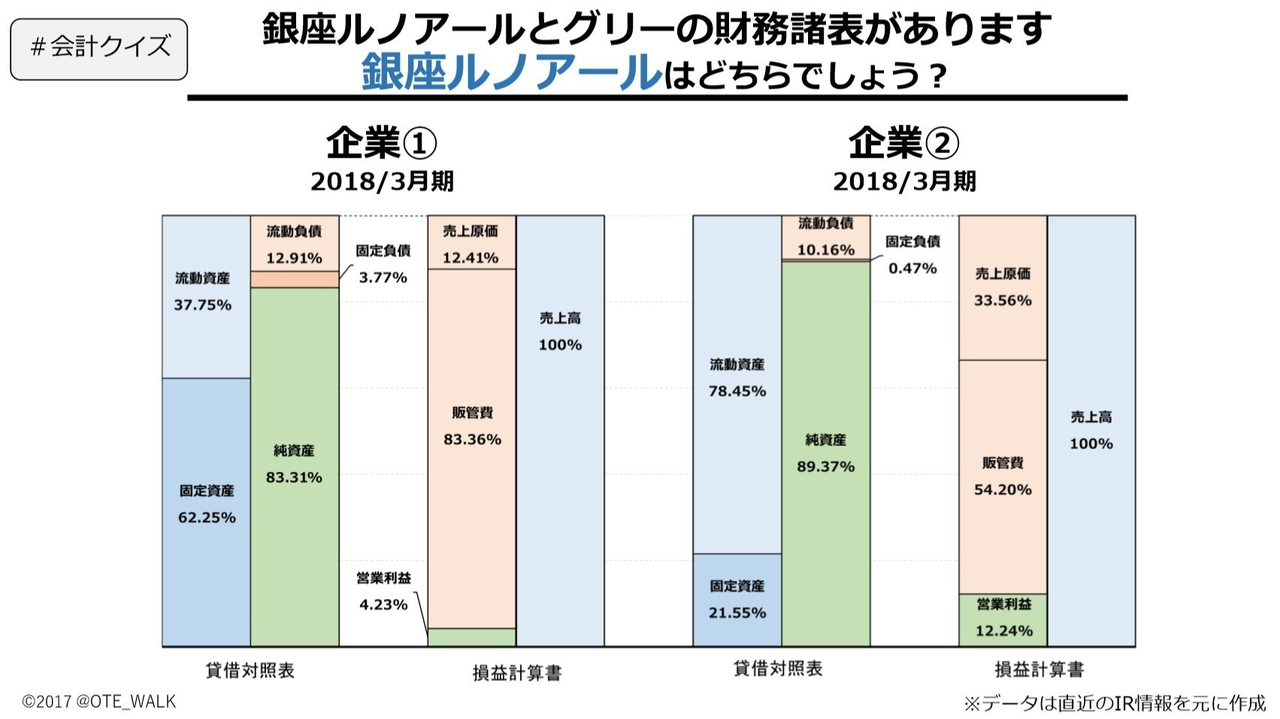 #会計クイズ
銀座ルノアールとグリーの財務諸表があります
銀座ルノアールはどちらでしょう？
企業①
2018/3月期
流動資産
37.75%
固定資産
62.25%
流動負債
12.91%
固定負債
3.77%
純資産
83.31%
売上原価
12.41%
販管費
83.36%
営業利益
4.23%
売上高
100%
貸借対照表
損益計算書
企業②
2018/3月期
流動資産
78.45%
固定資産
21.55%
流動負債
10.16%
固定負債
0.47%
純資産
89.37%
売上原価
33.56%
販管費
54.20%
営業利益
12.24%
売上高
100%
貸借対照表
損益計算書
©2017 @OTE_WALK
※データは直近のIR情報を元に作成